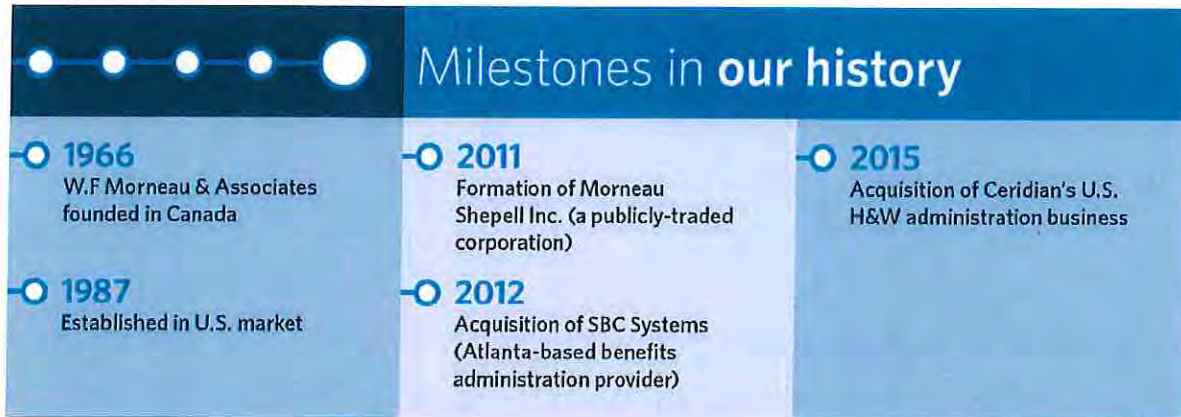 Milestones in our history
1966
W.F Morneau & Associates
founded in Canada
1987
Established in U.S. market
2011
Formation of Morneau
Shepell Inc. (a publicly-traded
corporation)
2012
Acquisition of SBC Systems
(Atlanta-based benefits
administration provider)
2015
Acquisition of Ceridian's U.S.
H&W administration business